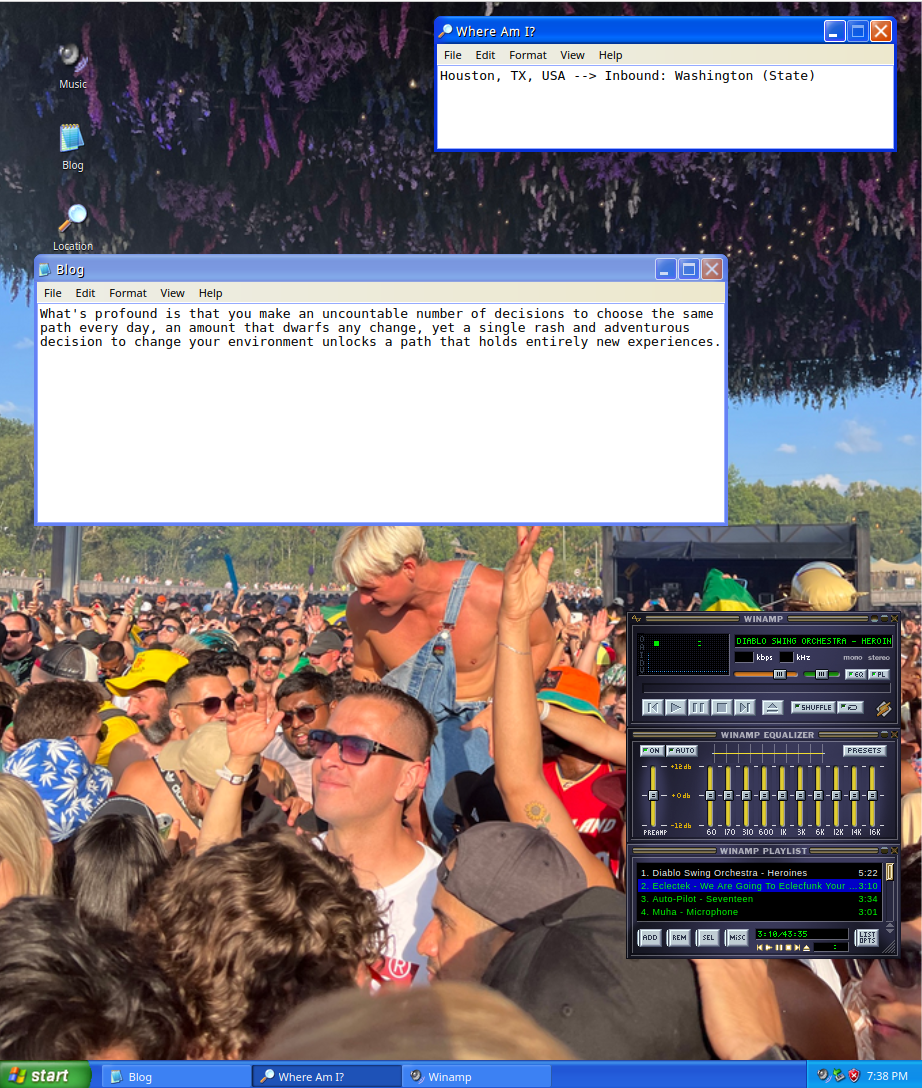 Music
Blog
Location
Where Am I?
File Edit Format View Help
Houston, TX, USA --> Inbound: Washington (State)
Blog
File Edit Format View Help
What's profound is that you make an uncountable number of decisions to choose the same
path every day, an amount that dwarfs any change, yet a single rash and adventurous
decision to change your environment unlocks a path that holds entirely new experiences.
WINAMP
O
A
I
D
V
DIABLO SWING ORCHESTRA - HEROIN
kbps kHz mono stereo
EQ PL
SHUFFLE
WINAMP EQUALIZER
ON AUTO PRESETS
+12db
+0db
-12db
PREAMP 60 170 310 600 1K 3K 6K 12K 14K 16K
WINAMP PLAYLIST
1. Diablo Swing Orchestra - Heroines 5:22
2. Eclectek - We Are Going To Eclecfunk Your ... 3:10
3. Auto-Pilot - Seventeen 3:34
4. Muha - Microphone 3:01
ADD REM SEL MISC 3:10/43:35 LIST OPTS
:
LAND
®
start Blog Where Am I? Winamp 7:38 PM